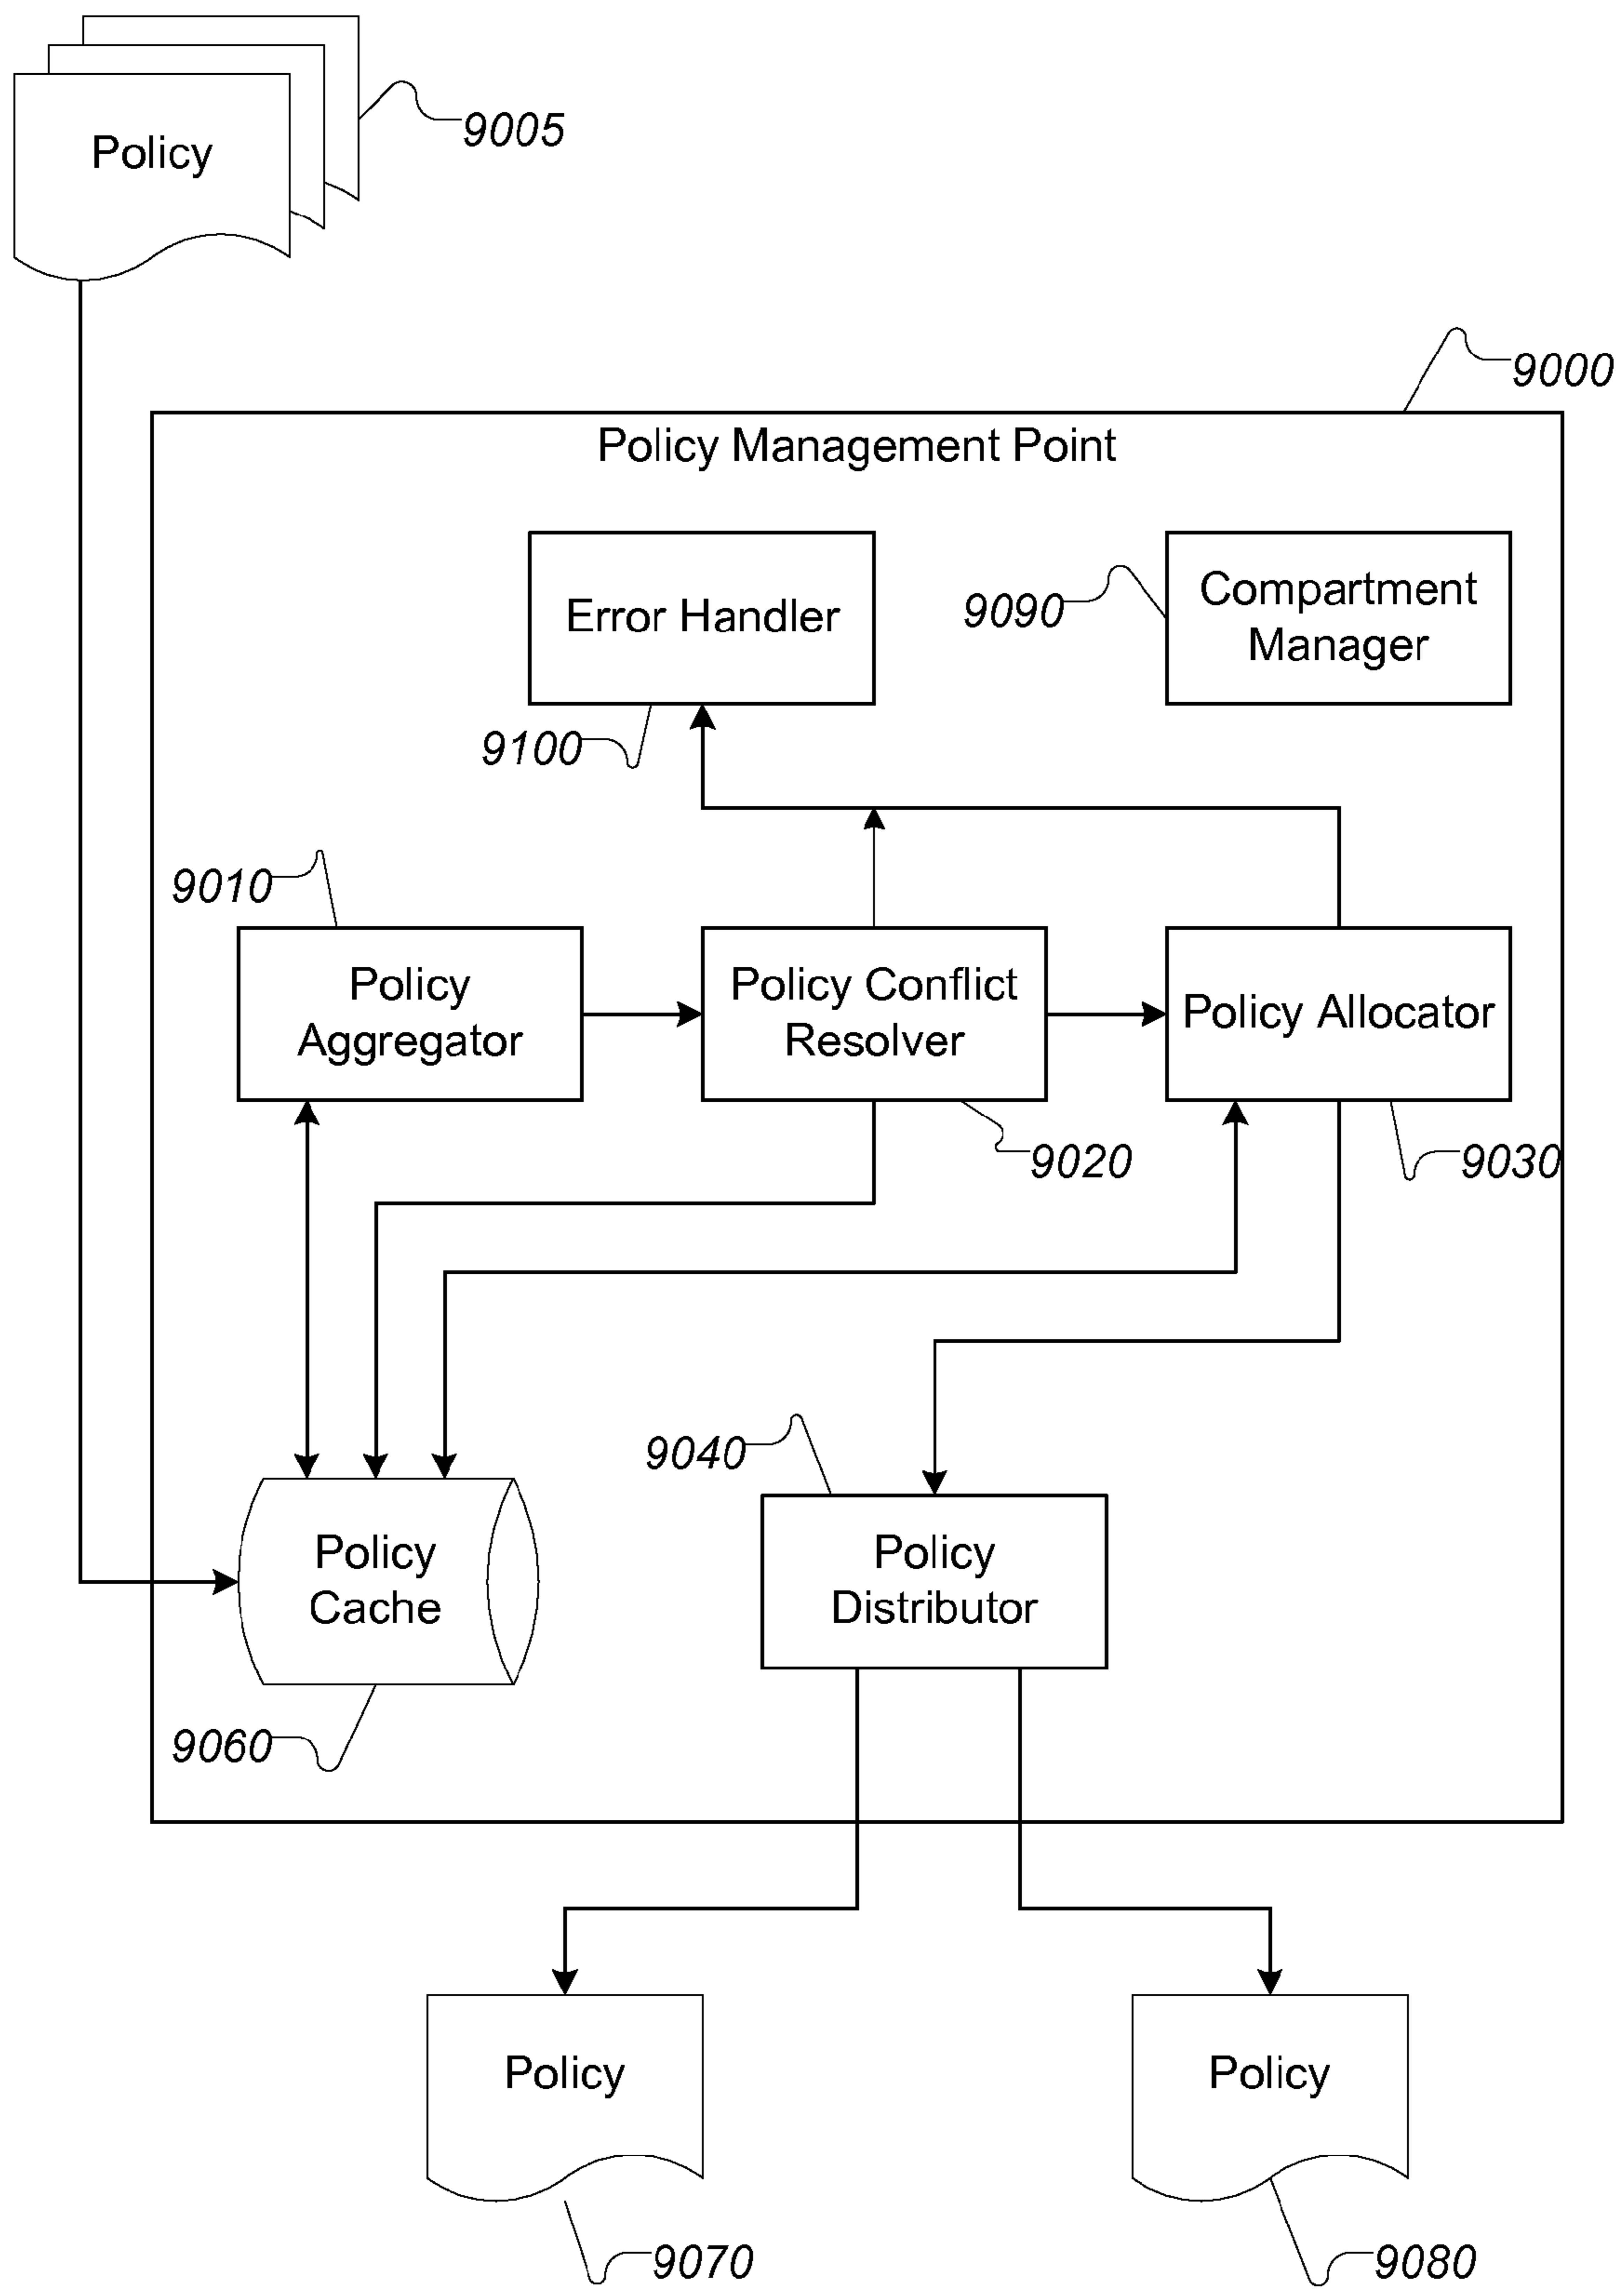 Policy
9005
9000
Policy Management Point
Error Handler
9090
Compartment
Manager
9100
9010
Policy
Aggregator
Policy Conflict
Resolver
Policy Allocator
9020
9030
9040
Policy
Cache
Policy
Distributor
9060
Policy
Policy
9070
9080